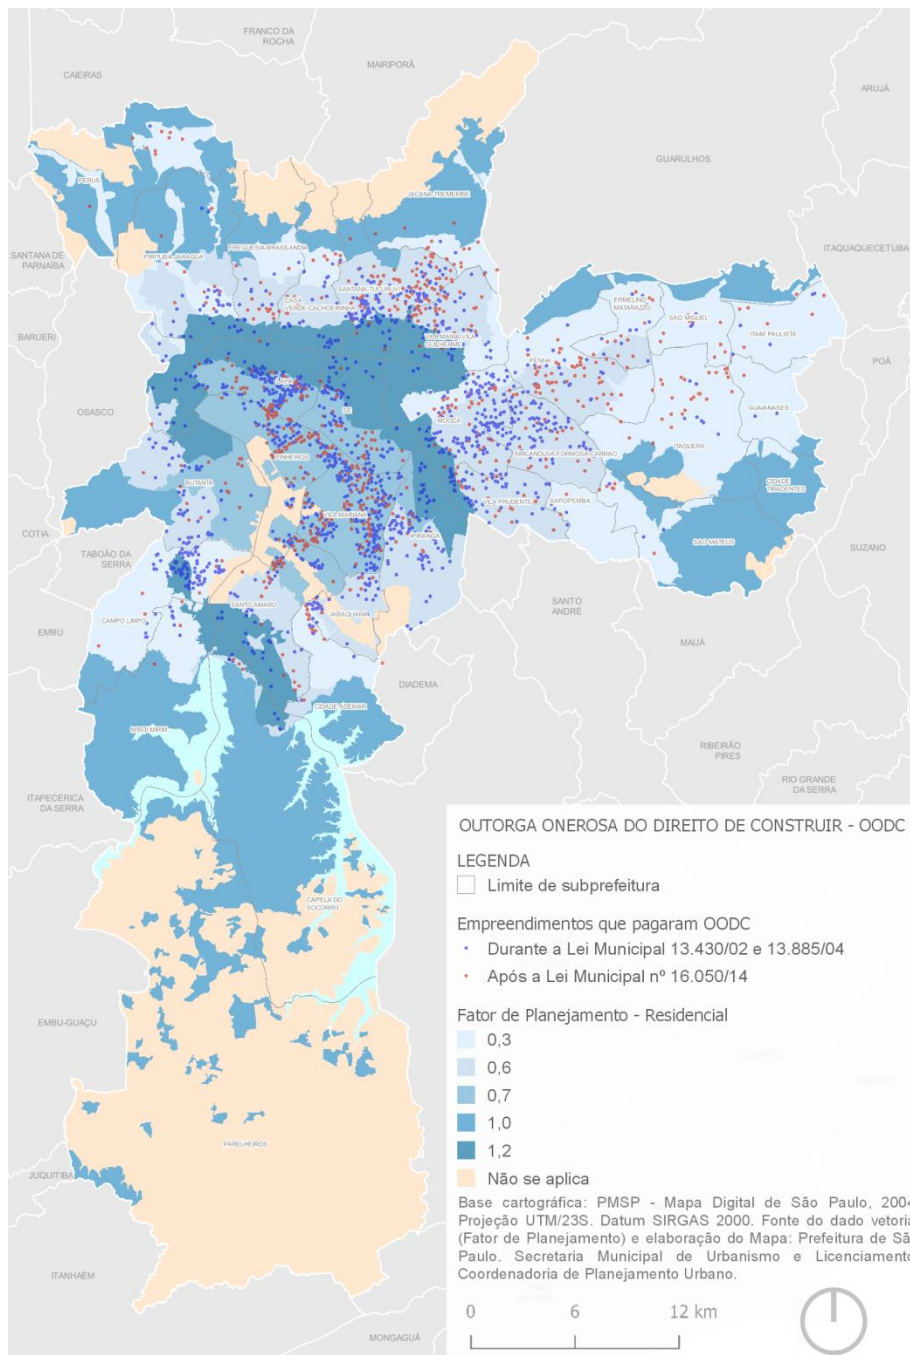 FRANCO DA
ROCHA
MAIRIPORÃ
CAIEIRAS
ARUJÁ
GUARULHOS
PERUS
JAÇANÃ-TREMEMBÉ
ITAQUAQUECETUBA
SANTANA DE
PARNAÍBA
FREGUESIA-BRASILÂNDIA
PIRITUBA-JARAGUÁ
SANTANA-TUCURUVI
CASA
VERDE-CACHOEIRINHA
ERMELINO
MATARAZZO
SÃO MIGUEL
ITAIM PAULISTA
BARUERI
VILA MARIA-VILA
GUILHERME
PENHA
POÁ
LAPA
SÉ
GUAIANASES
OSASCO
MOOCA
ITAQUERA
PINHEIROS
ARICANDUVA-FORMOSA-CARRÃO
BUTANTÃ
CIDADE
TIRADENTES
VILA PRUDENTE
SAPOPEMBA
VILA MARIANA
IPIRANGA
COTIA
SÃO MATEUS
SUZANO
TABOÃO DA
SERRA
SANTO
ANDRÉ
SANTO AMARO
JABAQUARA
EMBU
CAMPO LIMPO
MAUÁ
DIADEMA
CIDADE ADEMAR
M'BOI MIRIM
RIBEIRÃO
PIRES
RIO GRANDE
DA SERRA
ITAPECERICA
DA SERRA
CAPELA DO
SOCORRO
EMBU-GUAÇU
PARELHEIROS
JUQUITIBA
ITANHAÉM
MONGAGUÁ
OUTORGA ONEROSA DO DIREITO DE CONSTRUIR - OODC
LEGENDA
Limite de subprefeitura
Empreendimentos que pagaram OODC
Durante a Lei Municipal 13.430/02 e 13.885/04
Após a Lei Municipal nº 16.050/14
Fator de Planejamento - Residencial
0,3
0,6
0,7
1,0
1,2
Não se aplica
Base cartográfica: PMSP - Mapa Digital de São Paulo, 2004
Projeção UTM/23S. Datum SIRGAS 2000. Fonte do dado vetoria
(Fator de Planejamento) e elaboração do Mapa: Prefeitura de Sã
Paulo. Secretaria Municipal de Urbanismo e Licenciamento
Coordenadoria de Planejamento Urbano.
0 6 12 km